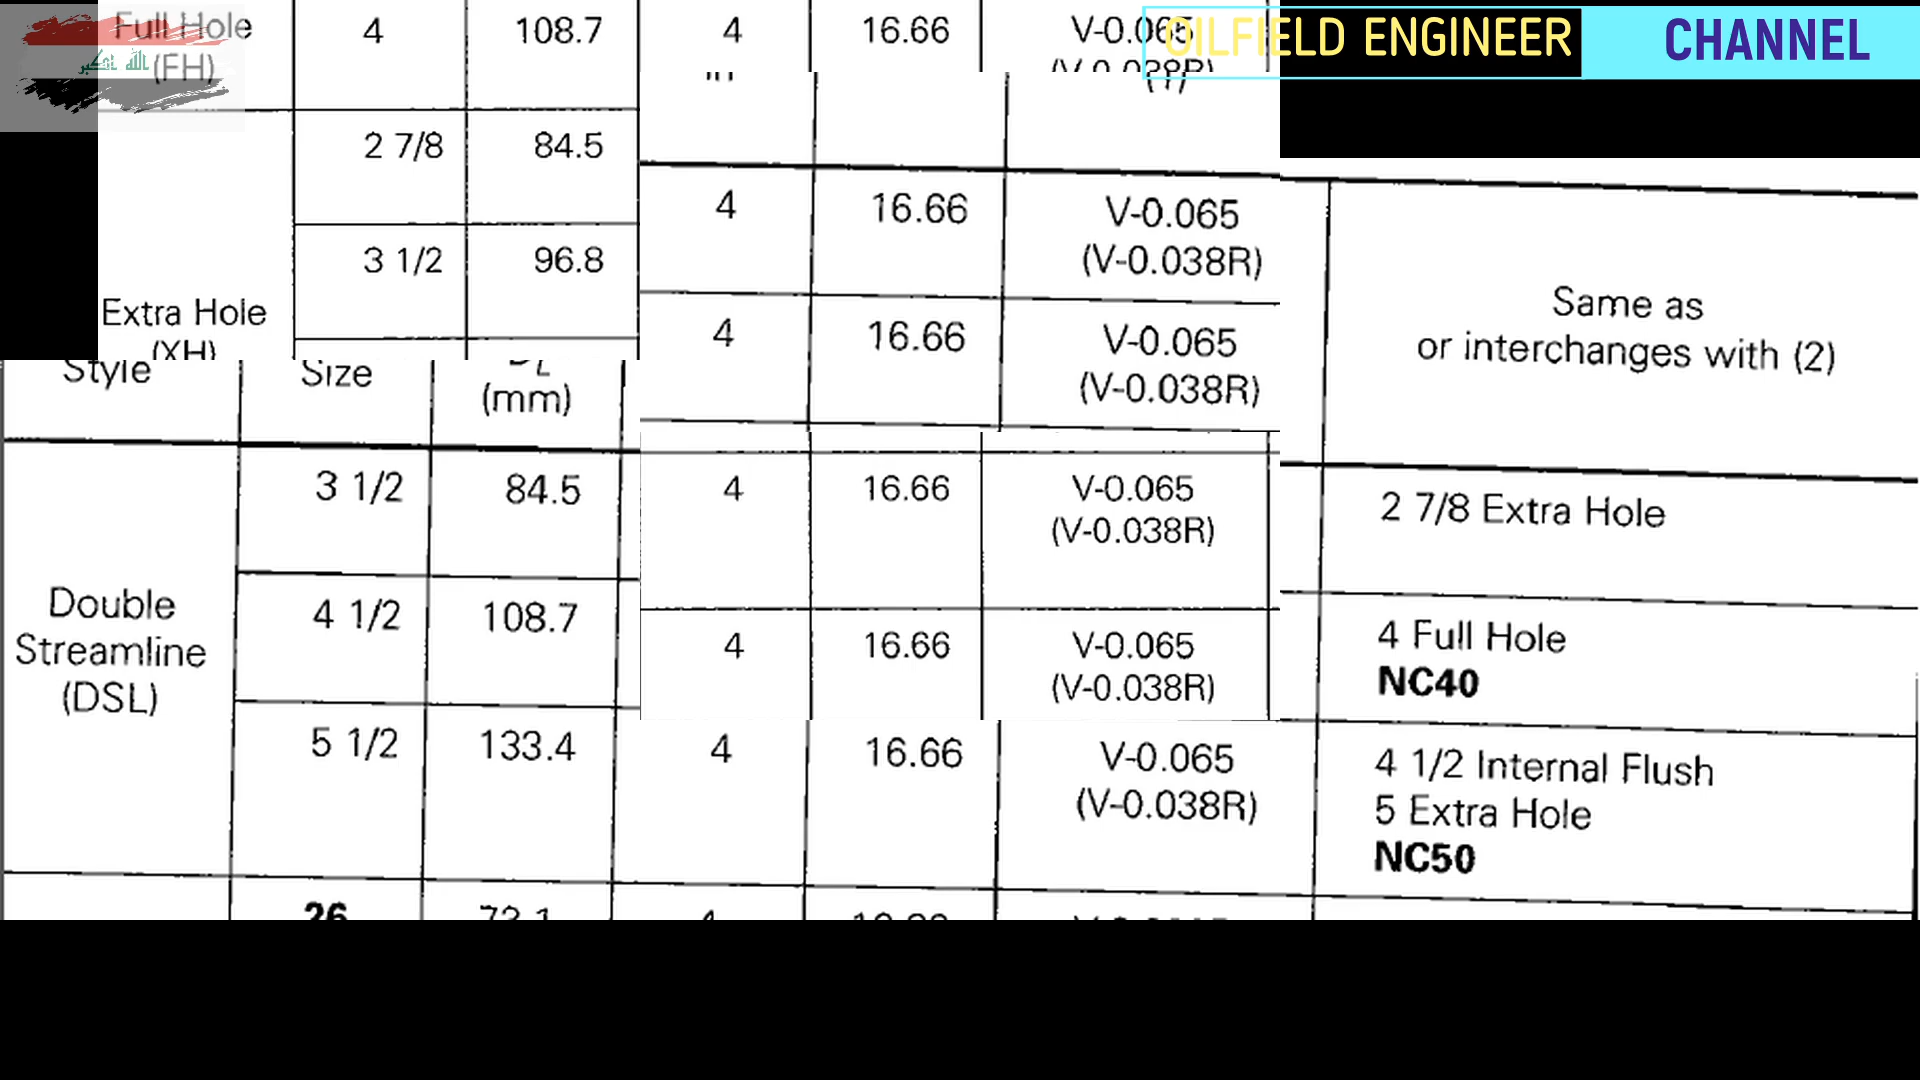 Full Hole 4 108.7 4 16.66 V-0.065
(FH)
الله اكبر
OILFIELD ENGINEER CHANNEL
2 7/8 84.5
4 16.66 V-0.065
(V-0.038R)
3 1/2 96.8
Extra Hole
(XH)
4 16.66 V-0.065
(V-0.038R)
Same as
or interchanges with (2)
Style Size
(mm)
3 1/2 84.5 4 16.66 V-0.065 2 7/8 Extra Hole
(V-0.038R)
Double
Streamline
(DSL)
4 1/2 108.7 4 16.66 V-0.065 4 Full Hole
(V-0.038R) NC40
5 1/2 133.4 4 16.66 V-0.065 4 1/2 Internal Flush
(V-0.038R) 5 Extra Hole
NC50
26 73.1